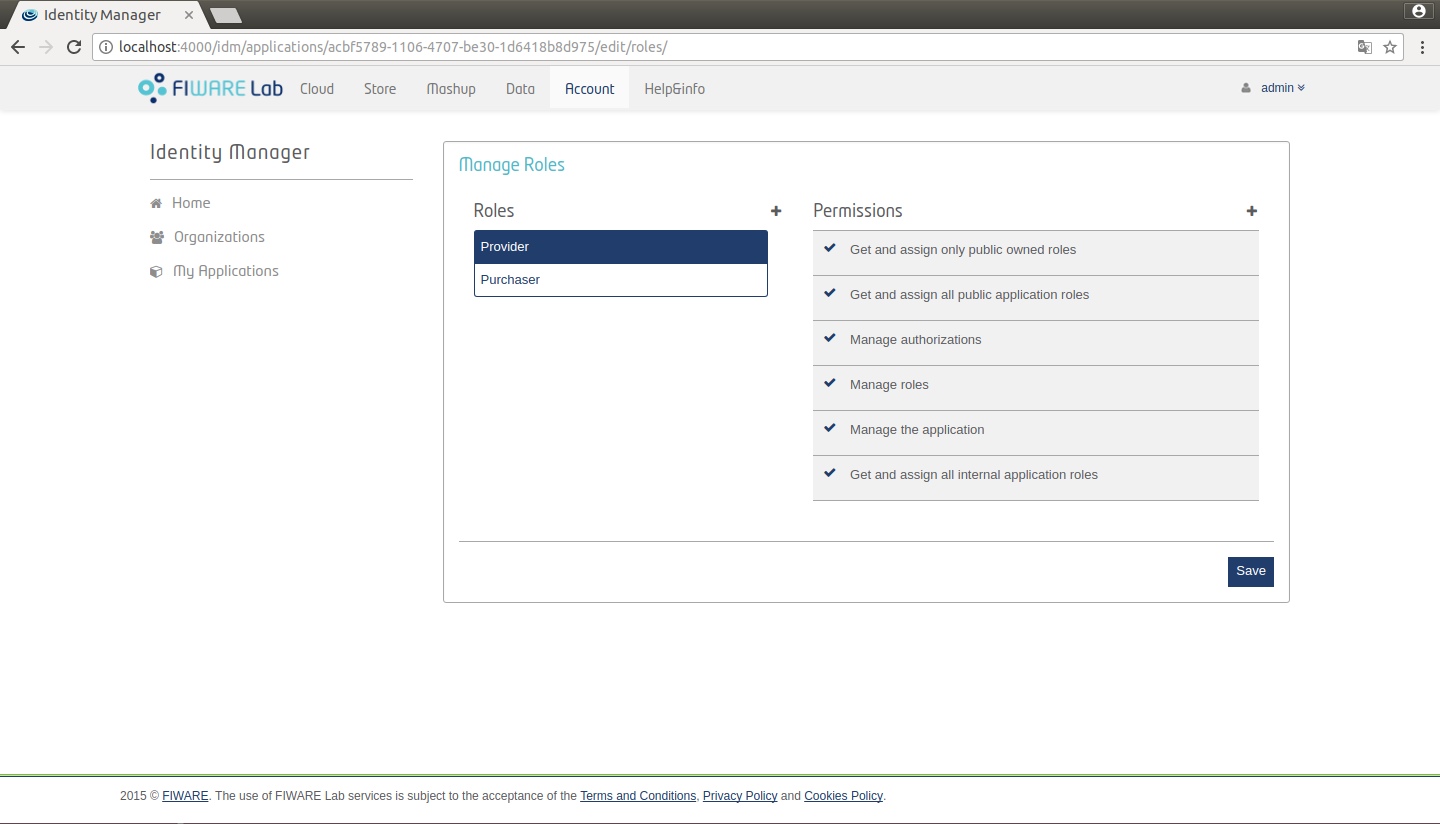 Identity Manager
localhost:4000/idm/applications/acbf5789-1106-4707-be30-1d6418b8d975/edit/roles/
FIWARE Lab Cloud Store Mashup Data Account Help&info admin
Identity Manager
Home
Organizations
My Applications
Manage Roles
Roles
Provider
Purchaser
Permissions
Get and assign only public owned roles
Get and assign all public application roles
Manage authorizations
Manage roles
Manage the application
Get and assign all internal application roles
Save
2015 © FIWARE. The use of FIWARE Lab services is subject to the acceptance of the Terms and Conditions, Privacy Policy and Cookies Policy.